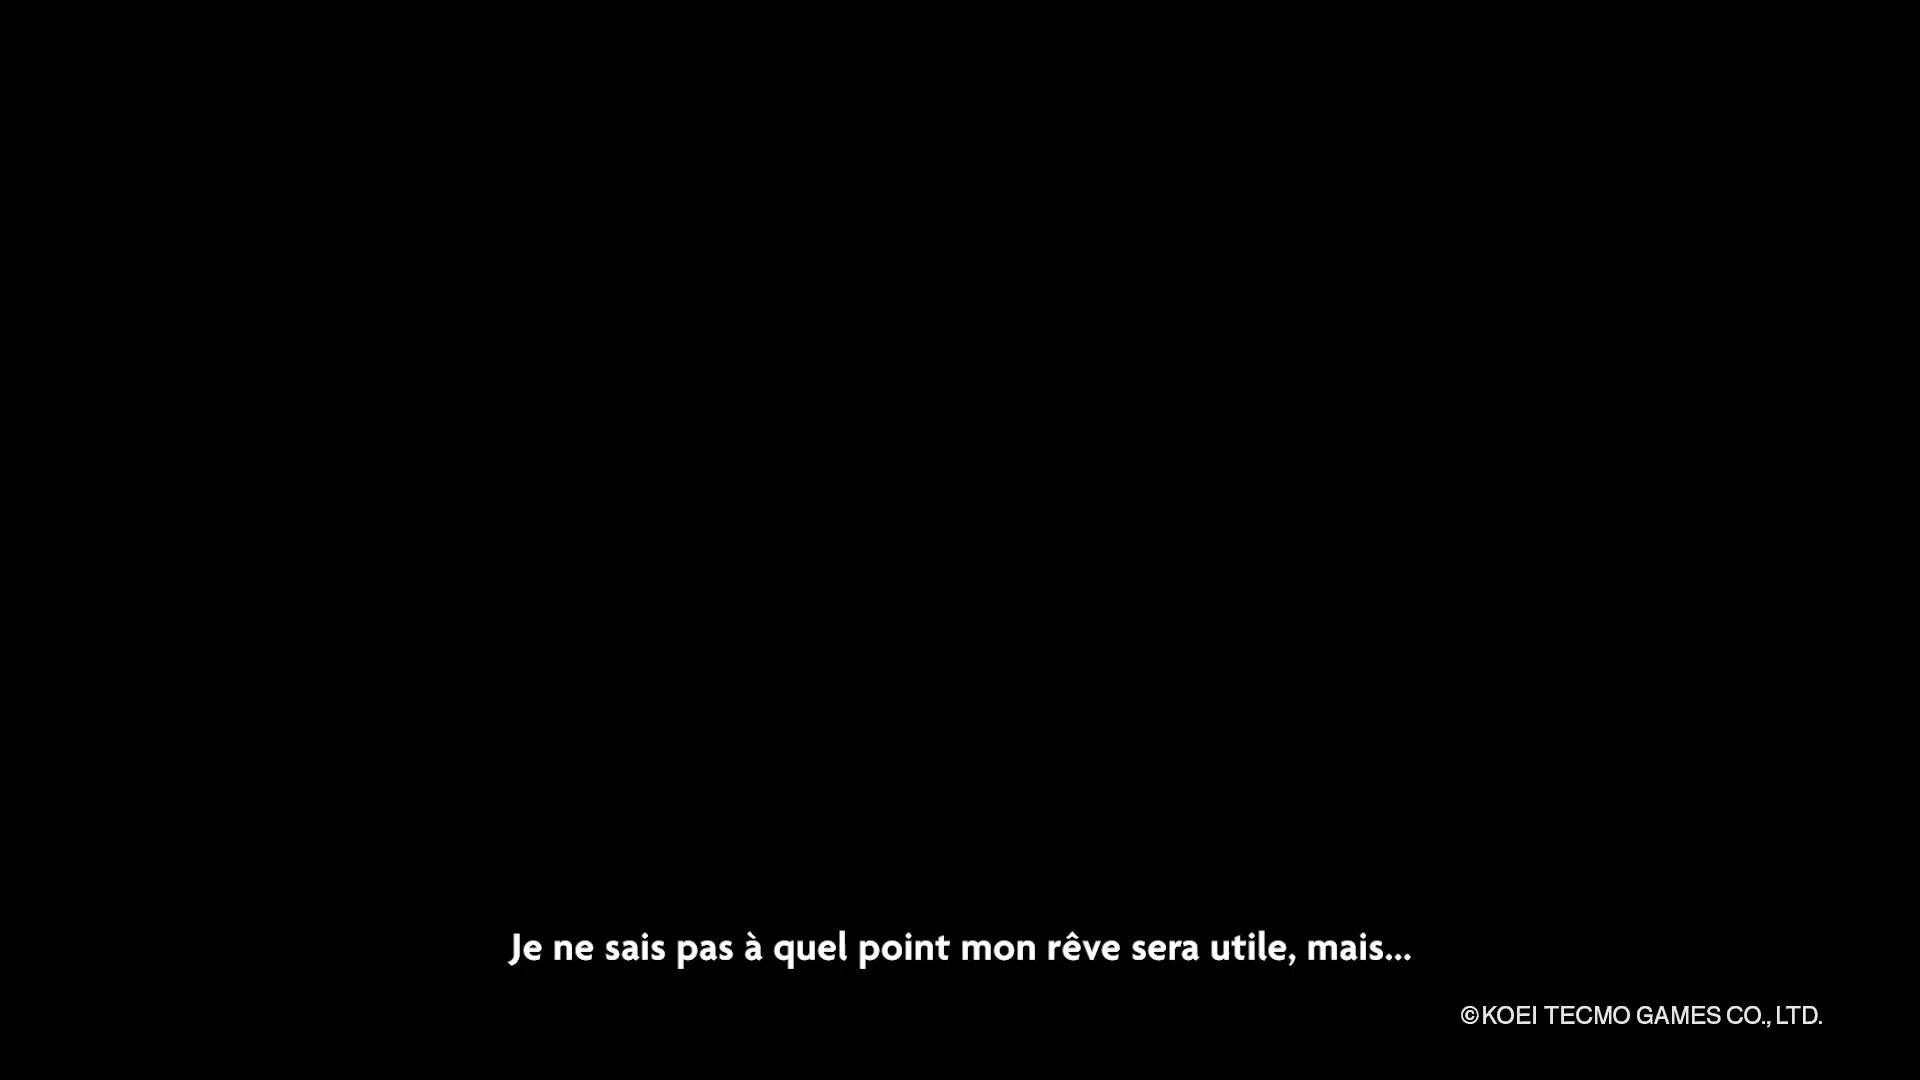 Je ne sais pas à quel point mon rêve sera utile, mais...
©KOEI TECMO GAMES CO., LTD.